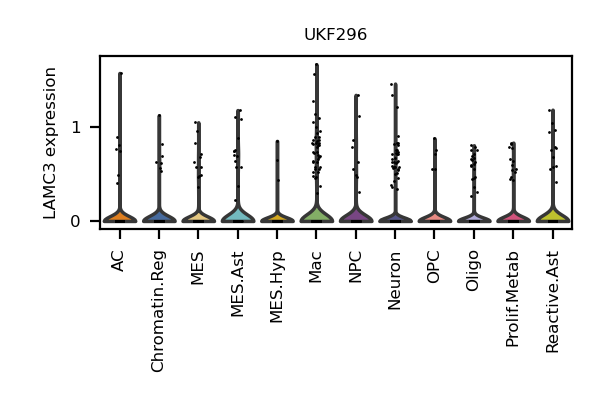 UKF296
LAMC3 expression
1
0
AC
Chromatin.Reg
MES
MES.Ast
MES.Hyp
Mac
NPC
Neuron
OPC
Oligo
Prolif.Metab
Reactive.Ast